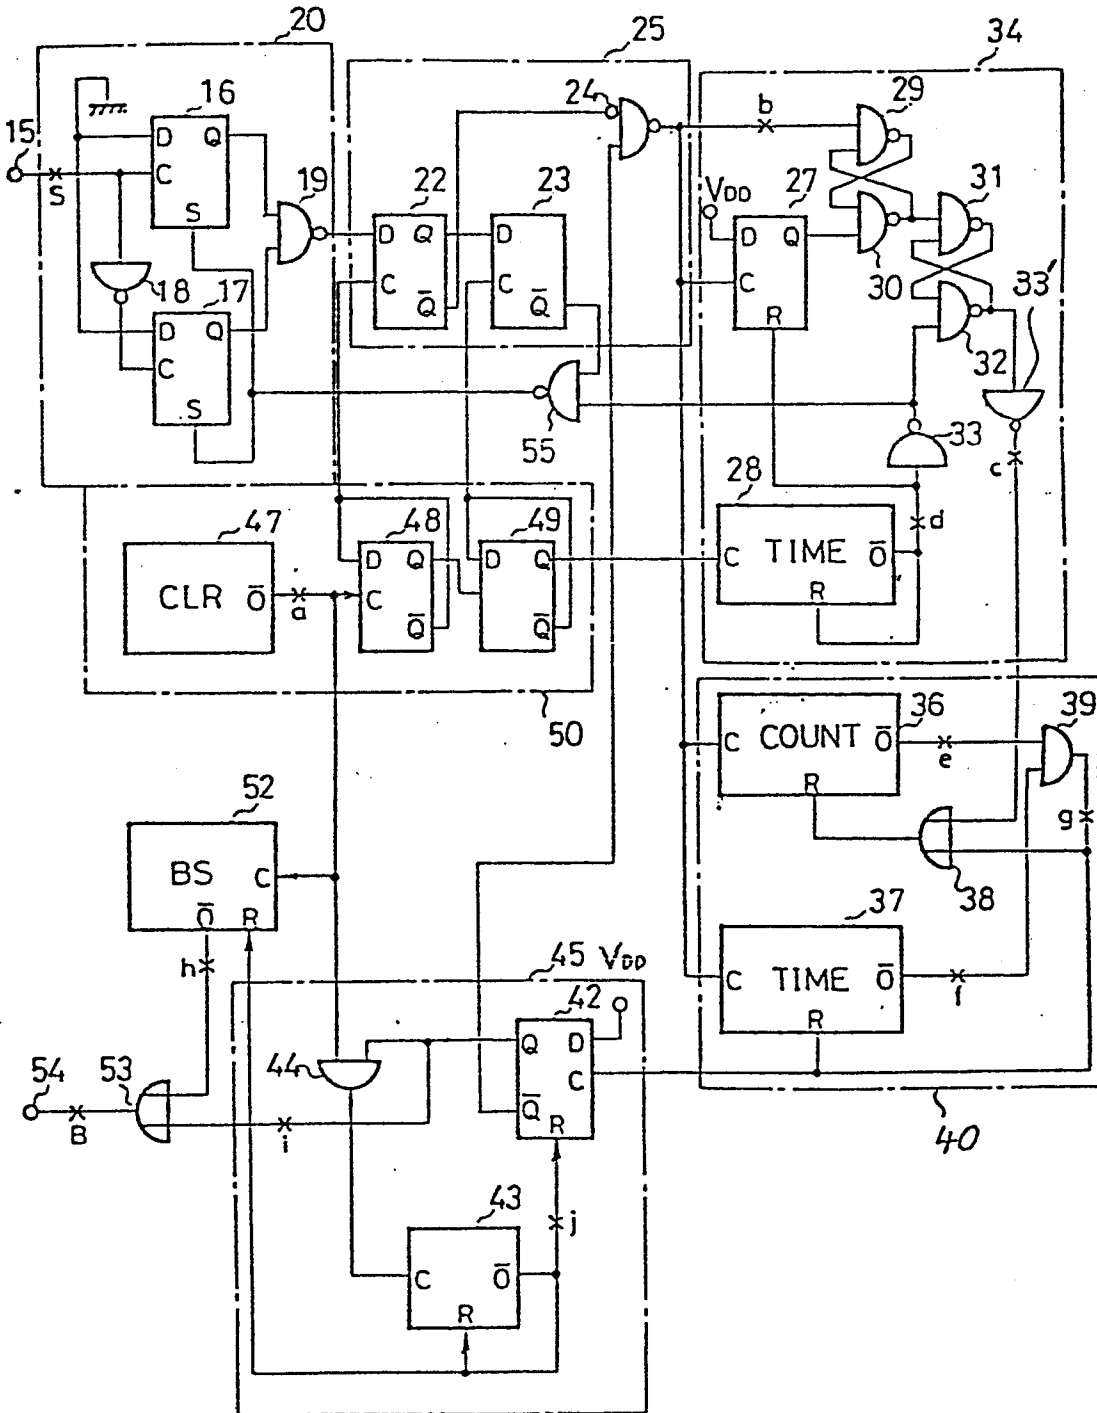 20
25
34
16
24
29
15
D Q
b
22
23
S
C
19
VDD
27
31
S
D Q
D
D Q
18
17
C
Q̅
C
Q̅
C
30
33'
D Q
R
32
C
S
55
33
c
28
47
48
49
d
CLR O̅
a
D Q
D Q
C TIME O̅
C
R
Q̅
Q̅
50
36
39
C COUNT O̅
e
52
R
g
BS C
38
O̅ R
37
h
45
VDD
C TIME O̅
f
42
R
Q D
54
53
44
C
Q̅
R
B
i
40
43
j
C O̅
R